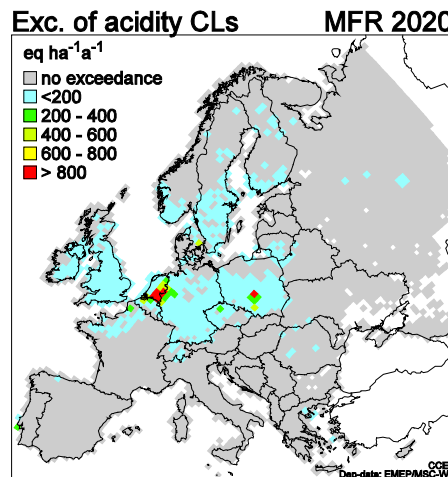 Exc. of acidity CLs MFR 2020
eq ha⁻¹a⁻¹
no exceedance
<200
200 - 400
400 - 600
600 - 800
> 800
CCE
Dep-data: EMEP/MSC-W